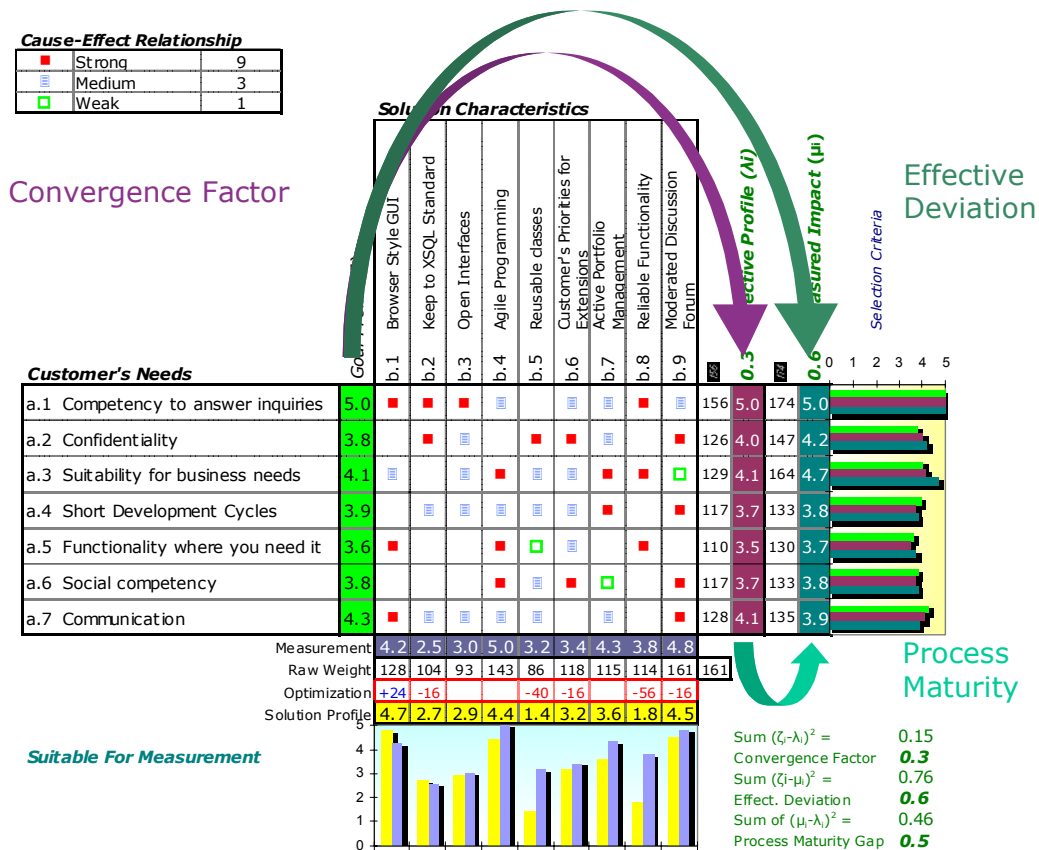 Cause-Effect Relationship
Strong 9
Medium 3
Weak 1
Solution Characteristics
Convergence Factor
Effective
Deviation
Browser Style GUI
Keep to XSQL Standard
Open Interfaces
Agile Programming
Reusable classes
Customer's Priorities for
Extensions
Active Portfolio
Management
Reliable Functionality
Moderated Discussion
Forum
ective Profile (λi)
asured Impact (μi)
Selection Criteria
Customer's Needs
b.1 b.2 b.3 b.4 b.5 b.6 b.7 b.8 b.9 0.3 0.6
0 1 2 3 4 5
a.1 Competency to answer inquiries 5.0 156 5.0 174 5.0
a.2 Confidentiality 3.8 126 4.0 147 4.2
a.3 Suitability for business needs 4.1 129 4.1 164 4.7
a.4 Short Development Cycles 3.9 117 3.7 133 3.8
a.5 Functionality where you need it 3.6 110 3.5 130 3.7
a.6 Social competency 3.8 117 3.7 133 3.8
a.7 Communication 4.3 128 4.1 135 3.9
Measurement 4.2 2.5 3.0 5.0 3.2 3.4 4.3 3.8 4.8
Raw Weight 128 104 93 143 86 118 115 114 161 161
Optimization +24 -16 -40 -16 -56 -16
Solution Profile 4.7 2.7 2.9 4.4 1.4 3.2 3.6 1.8 4.5
Process
Maturity
Suitable For Measurement
5
4
3
2
1
0
Sum (ζᵢ-λᵢ)² = 0.15
Convergence Factor 0.3
Sum (ζi-μᵢ)² = 0.76
Effect. Deviation 0.6
Sum of (μᵢ-λᵢ)² = 0.46
Process Maturity Gap 0.5